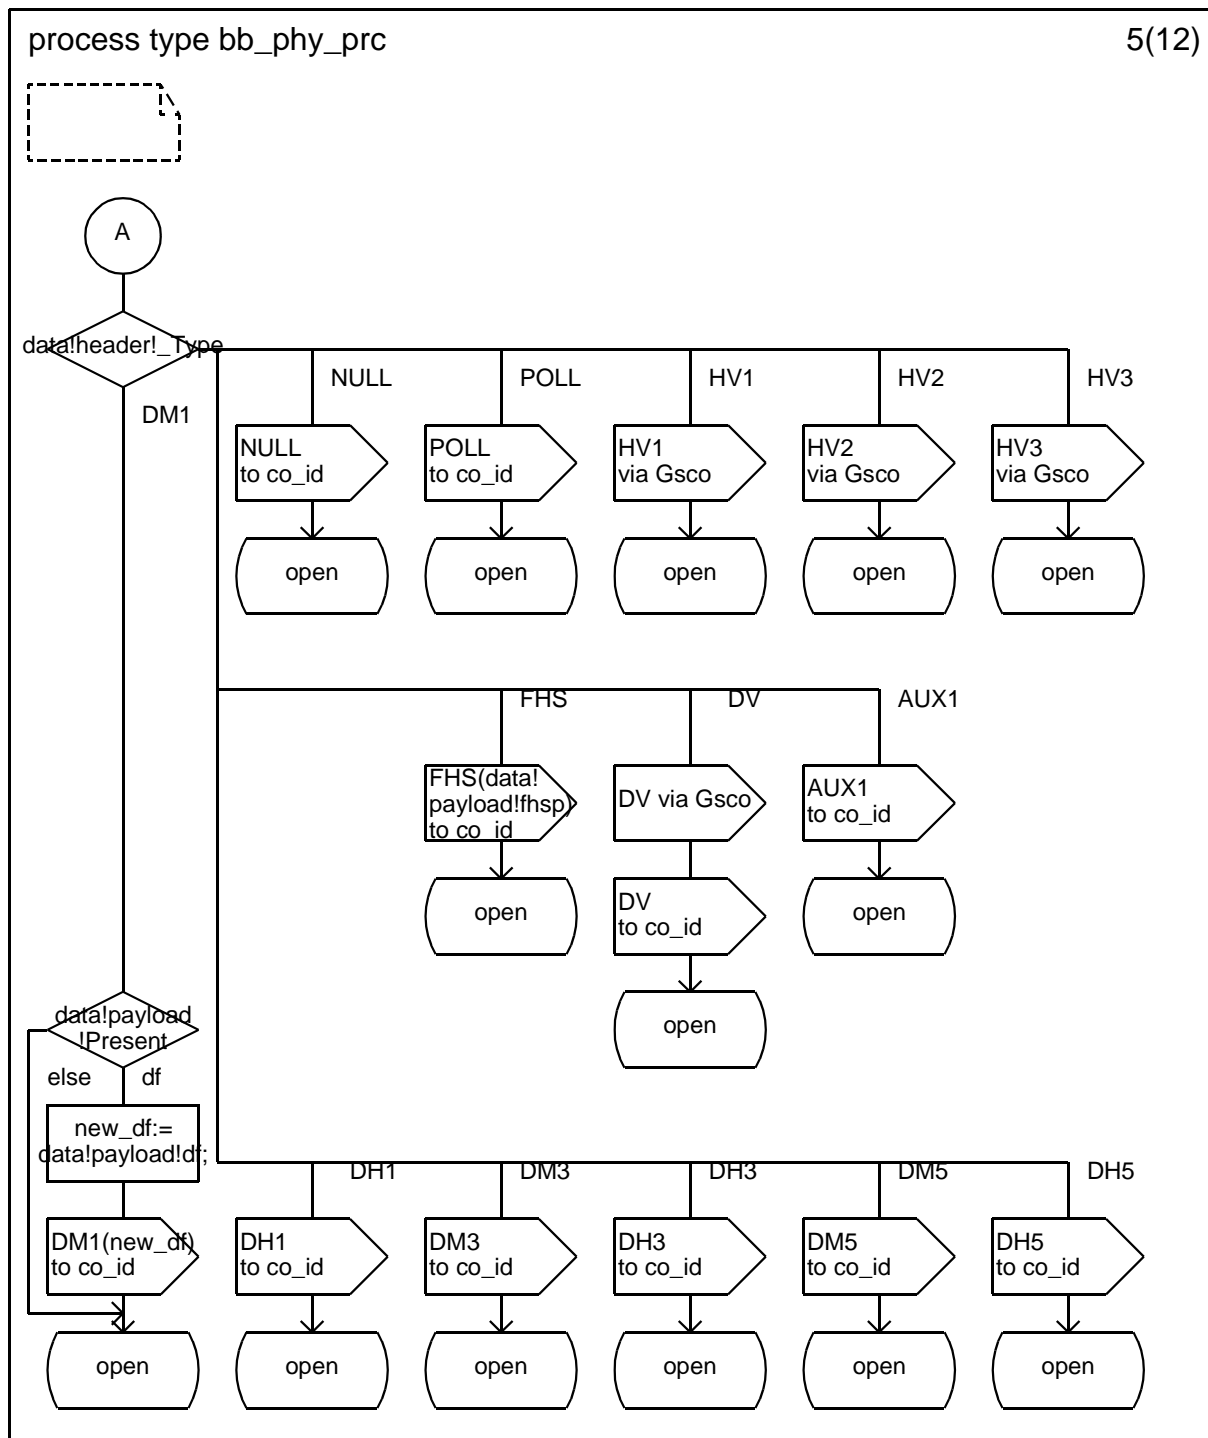 process type bb_phy_prc
5(12)
A
data!header!_Type
NULL
POLL
HV1
HV2
HV3
DM1
NULL
to co_id
POLL
to co_id
HV1
via Gsco
HV2
via Gsco
HV3
via Gsco
open
open
open
open
open
FHS
DV
AUX1
FHS(data!
payload!fhsp)
to co_id
DV via Gsco
AUX1
to co_id
open
DV
to co_id
open
open
data!payload
!Present
else
df
new_df:=
data!payload!df;
DH1
DM3
DH3
DM5
DH5
DM1(new_df)
to co_id
DH1
to co_id
DM3
to co_id
DH3
to co_id
DM5
to co_id
DH5
to co_id
open
open
open
open
open
open